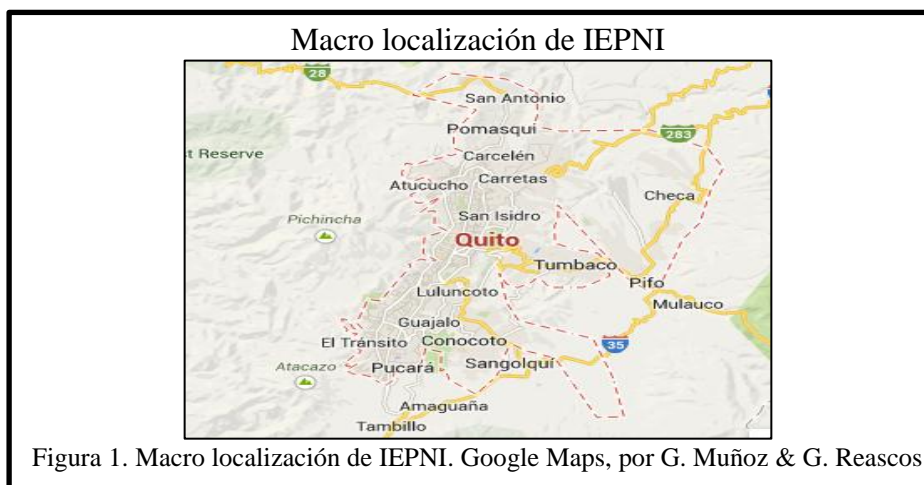 Macro localización de IEPNI
28
San Antonio
Pomasqui
283
st Reserve
Carcelén
Atucucho
Carretas
Checa
San Isidro
Pichincha
Quito
Tumbaco
Pifo
Luluncoto
Mulauco
Guajalo
El Tránsito
Conocoto
35
Atacazo
Pucará
Sangolquí
Amaguaña
Tambillo
Figura 1. Macro localización de IEPNI. Google Maps, por G. Muñoz & G. Reascos